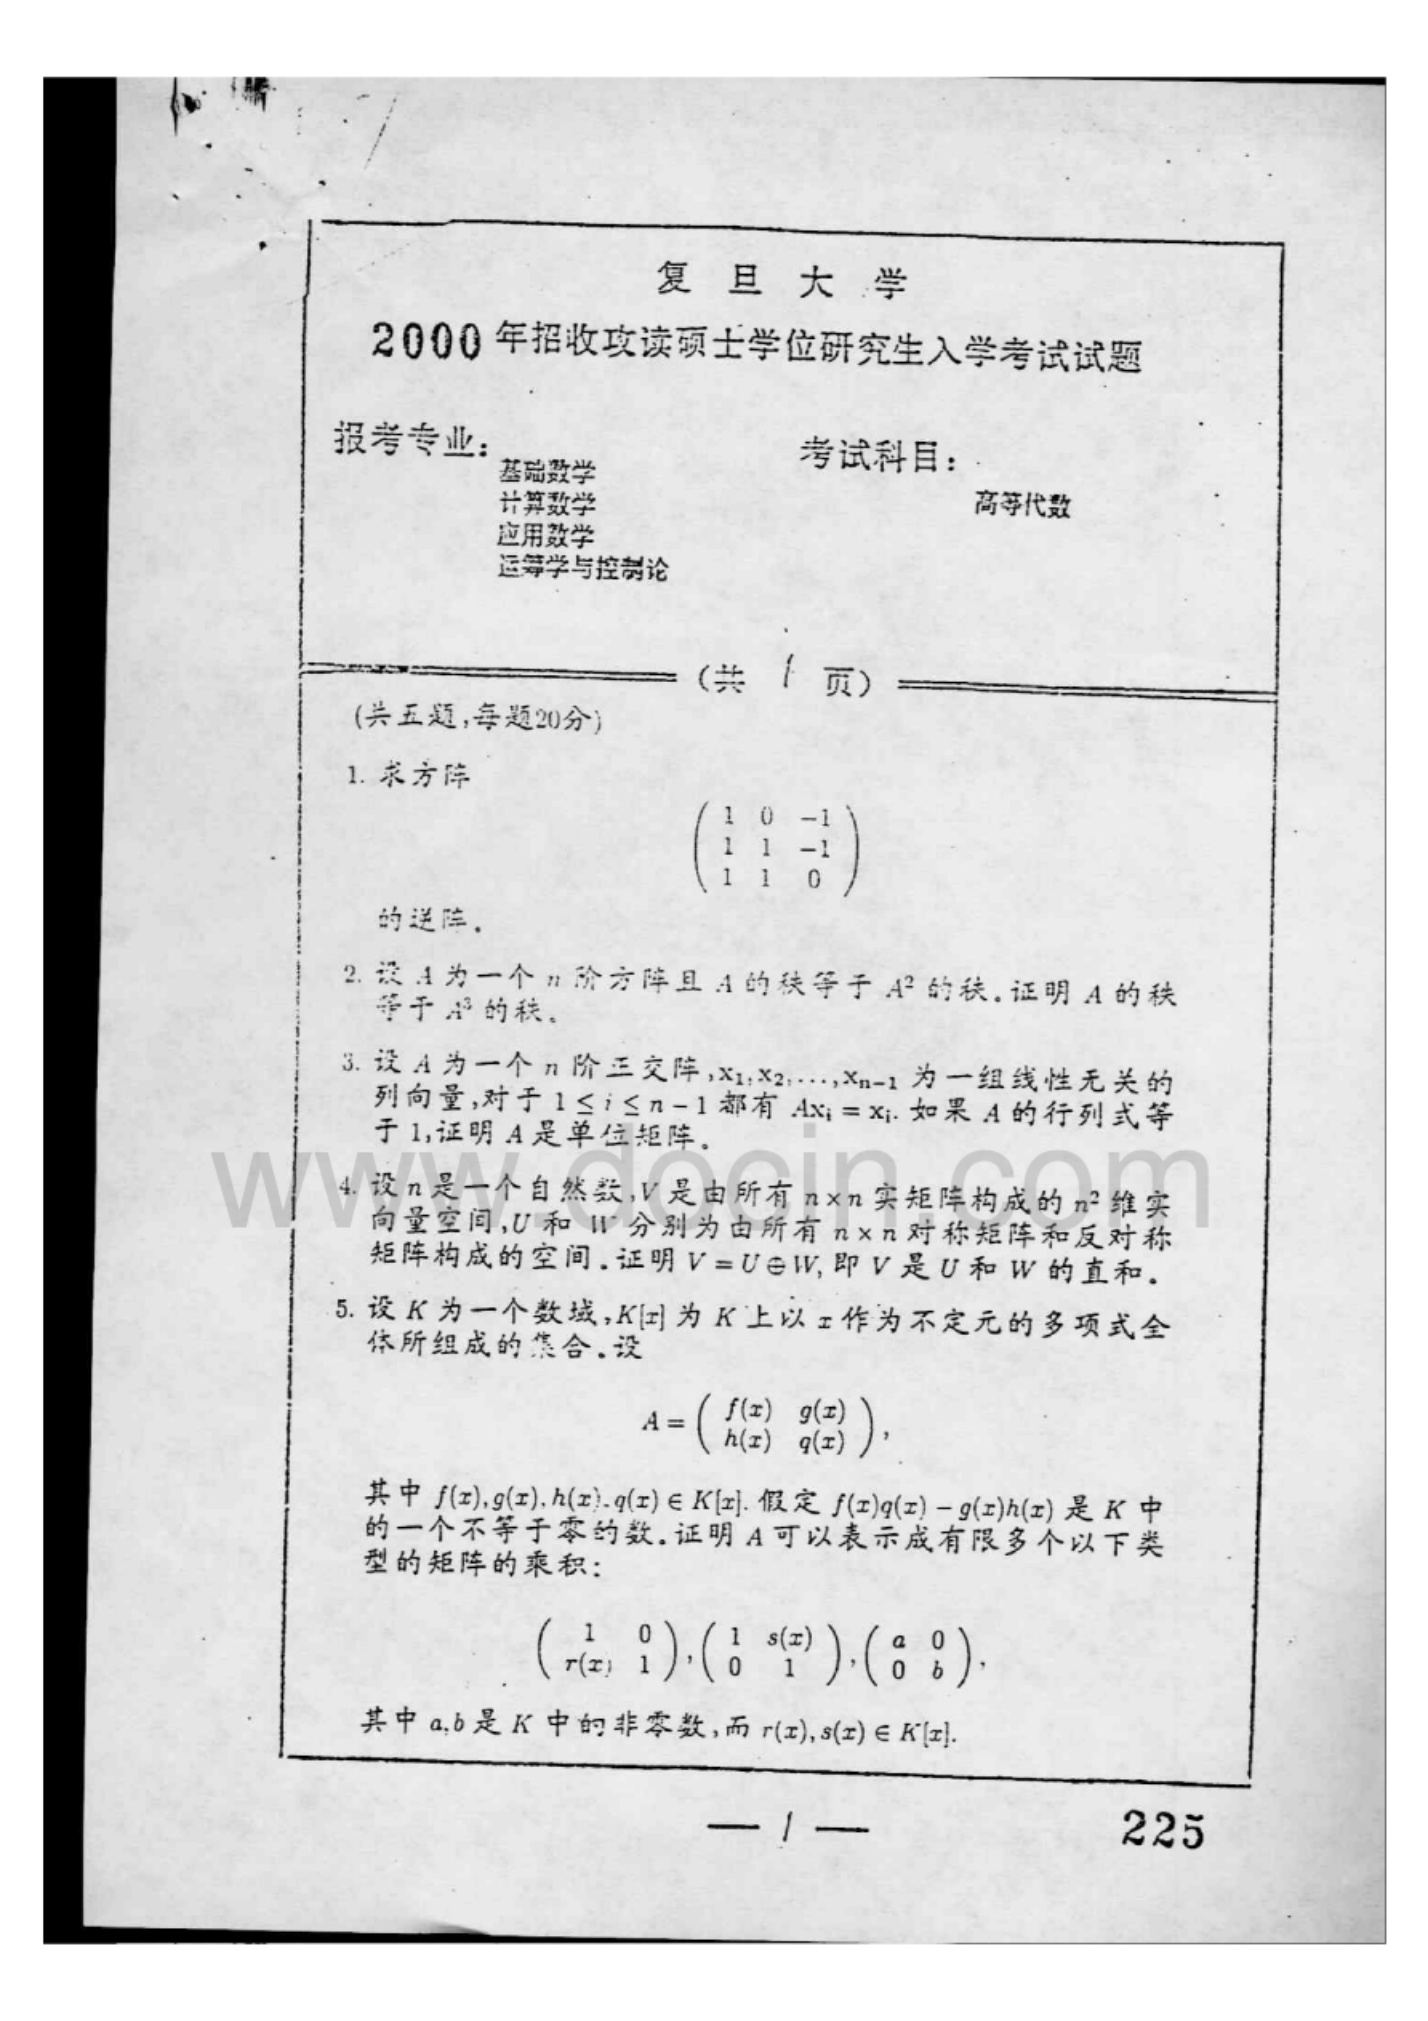 复旦大学
2000年招收攻读硕士学位研究生入学考试试题
报考专业:
考试科目:
基础数学
计算数学
高等代数
应用数学
运筹学与控制论
(共 1 页)
(共五题,每题20分)
1. 求方阵
( 1 0 −1
1 1 −1
1 1 0 )
的逆阵。
2. 设 A 为一个 n 阶方阵且 A 的秩等于 A² 的秩。证明 A 的秩
等于 A³ 的秩。
3. 设 A 为一个 n 阶正交阵,x₁,x₂,...,xₙ₋₁ 为一组线性无关的
列向量,对于 1 ≤ i ≤ n − 1 都有 Axᵢ = xᵢ. 如果 A 的行列式等
于 1,证明 A 是单位矩阵。
www.docin.com
4. 设 n 是一个自然数,V 是由所有 n×n 实矩阵构成的 n² 维实
向量空间,U 和 W 分别为由所有 n×n 对称矩阵和反对称
矩阵构成的空间。证明 V = U⊕W, 即 V 是 U 和 W 的直和。
5. 设 K 为一个数域,K[x] 为 K 上以 x 作为不定元的多项式全
体所组成的集合。设
A = ( f(x) g(x)
h(x) q(x) ),
其中 f(x), g(x), h(x), q(x) ∈ K[x]. 假定 f(x)q(x) − g(x)h(x) 是 K 中
的一个不等于零的数。证明 A 可以表示成有限多个以下类
型的矩阵的乘积:
( 1 0
r(x) 1 ), ( 1 s(x)
0 1 ), ( a 0
0 b ),
其中 a,b 是 K 中的非零数,而 r(x), s(x) ∈ K[x].
— 1 —
225